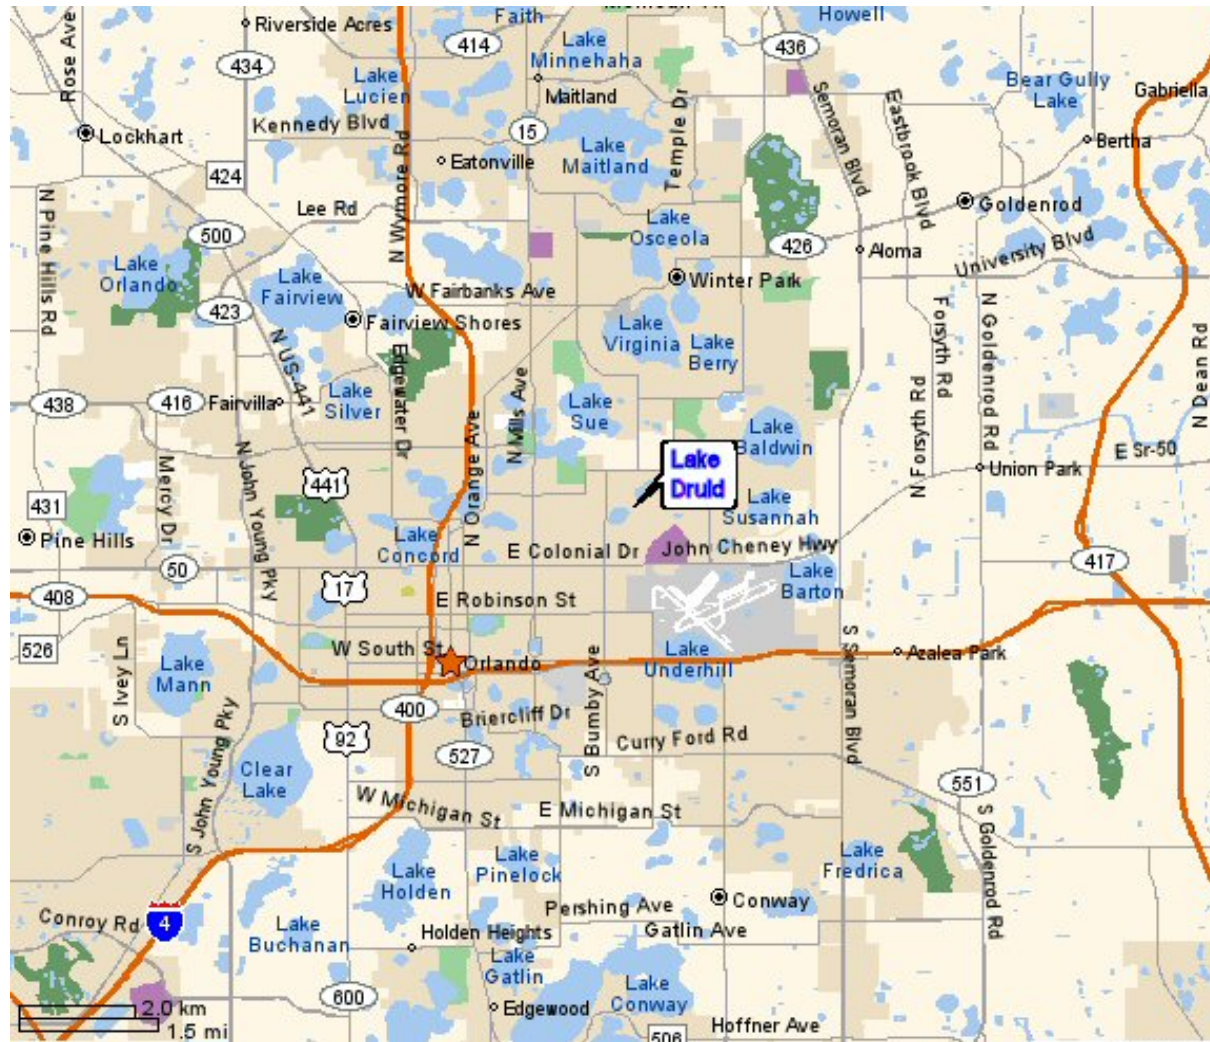 Faith
McIntosh
Howell
Riverside Acres
414
Lake
Minnehaha
436
434
Rose Ave
Lake
Lucien
Maitland
Bear Gully
Lake
Gabriella
Kennedy Blvd
15
Temple Dr
Semoran Blvd
Eastbrook Blvd
Lockhart
Bertha
N Wymore Rd
Eatonville
Lake
Maitland
424
N Pine Hills Rd
Lee Rd
Goldenrod
500
Lake
Osceola
426
Aloma
University Blvd
Lake
Orlando
Lake
Fairview
Winter Park
W Fairbanks Ave
423
Fairview Shores
N US-441
Lake
Virginia
Lake
Berry
Forsyth Rd
N Goldenrod Rd
N Dean Rd
Edgewater Dr
438
416
Fairvilla
Lake
Silver
N Mills Ave
N Orange Ave
Lake
Sue
Lake
Baldwin
N Forsyth Rd
E Sr-50
Lake
Druid
Union Park
Mercy Dr
N John Young Pky
441
431
Lake
Susannah
Pine Hills
Lake
Concord
E Colonial Dr
John Cheney Hwy
417
50
17
408
E Robinson St
Lake
Barton
526
W South St
Orlando
Lake
Underhill
Azalea Park
S Ivey Ln
Lake
Mann
S Bumby Ave
S Semoran Blvd
400
Briercliff Dr
92
527
Curry Ford Rd
S John Young Pky
Clear
Lake
551
W Michigan St
E Michigan St
S Goldenrod Rd
Lake
Holden
Lake
Pinelock
Lake
Fredrica
Conroy Rd
4
Lake
Buchanan
Pershing Ave
Conway
Gatlin Ave
Holden Heights
Lake
Gatlin
Lake
Conway
600
Edgewood
2.0 km
1.5 mi
506
Hoffner Ave